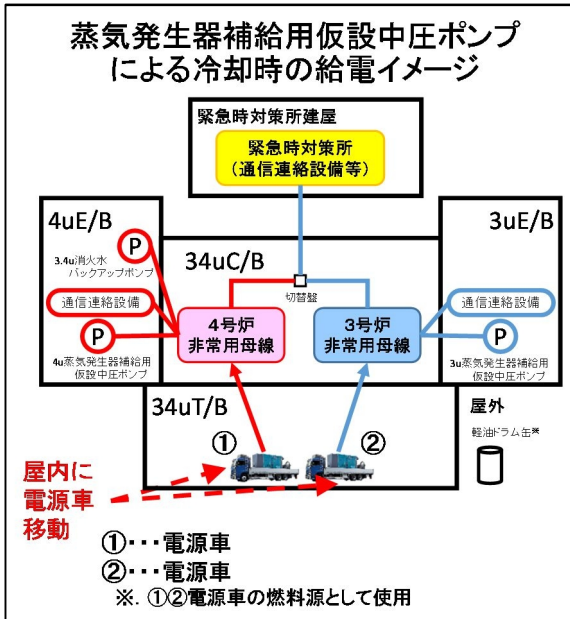 蒸気発生器補給用仮設中圧ポンプ
による冷却時の給電イメージ
緊急時対策所建屋
緊急時対策所
(通信連絡設備等)
4uE/B
P
3.4u消火水
バックアップポンプ
通信連絡設備
P
4u蒸気発生器補給用
仮設中圧ポンプ
34uC/B
切替盤
4号炉
非常用母線
3号炉
非常用母線
3uE/B
通信連絡設備
P
3u蒸気発生器補給用
仮設中圧ポンプ
34uT/B
①
②
屋外
軽油ドラム缶※
屋内に
電源車
移動
①・・・電源車
②・・・電源車
※. ①②電源車の燃料源として使用